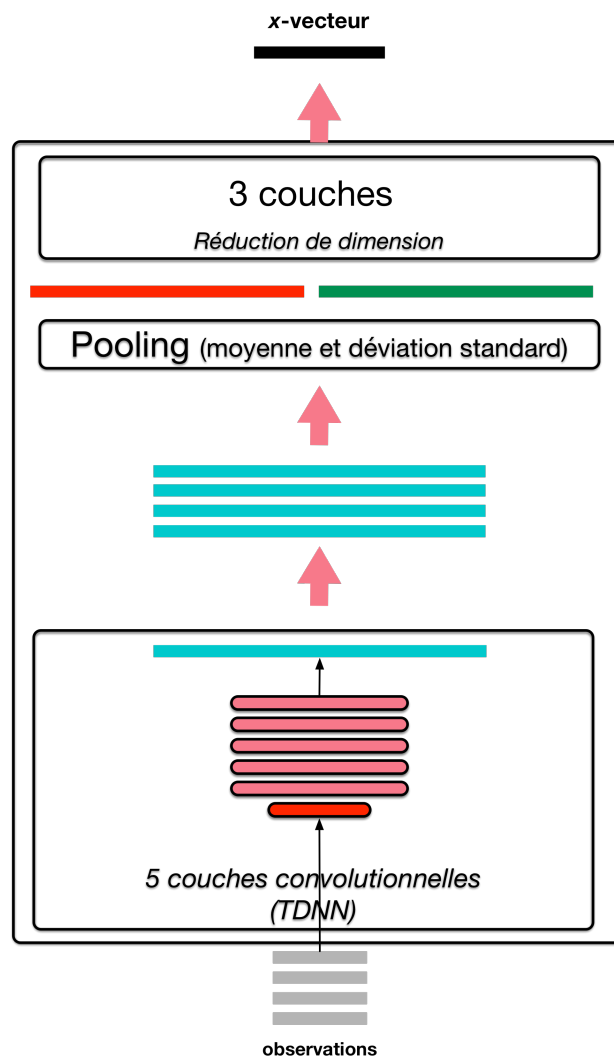 x-vecteur
3 couches
Réduction de dimension
Pooling (moyenne et déviation standard)
5 couches convolutionnelles
(TDNN)
observations